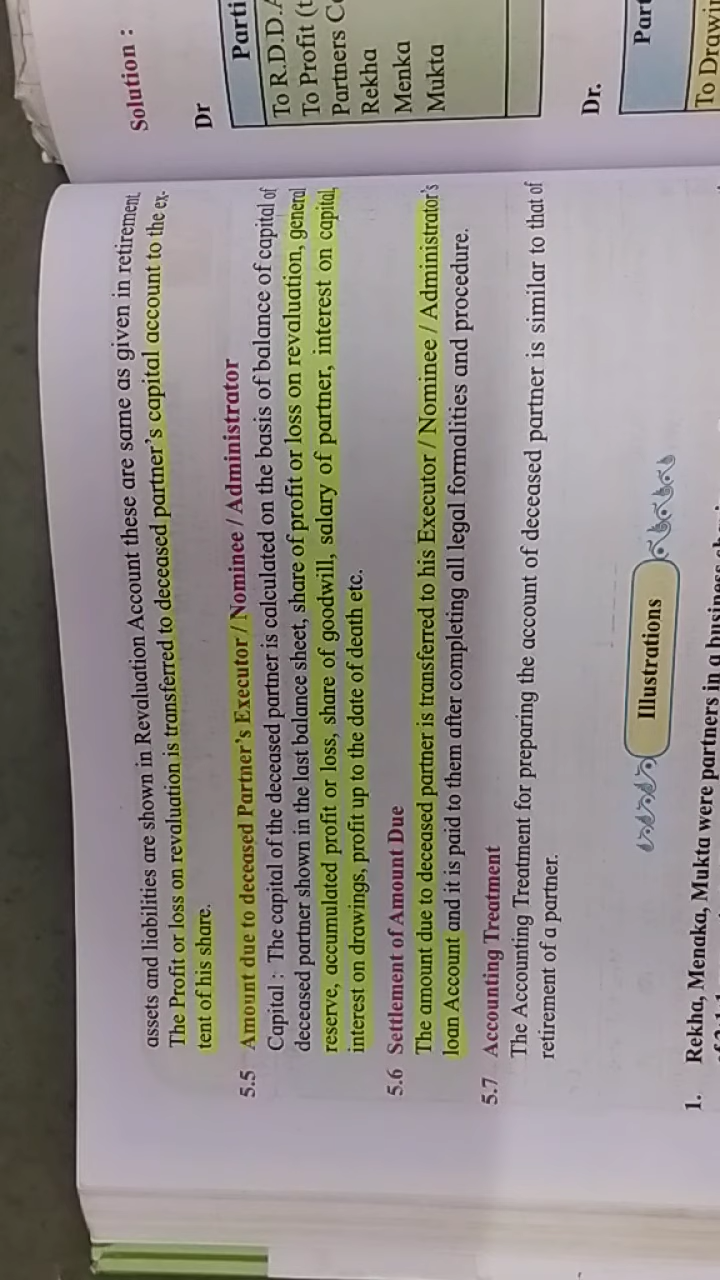 assets and liabilities are shown in Revaluation Account these are same as given in retirement.
The Profit or loss on revaluation is transferred to deceased partner's capital account to the ex-
tent of his share.
5.5 Amount due to deceased Partner's Executor / Nominee / Administrator
Capital : The capital of the deceased partner is calculated on the basis of balance of capital of
deceased partner shown in the last balance sheet, share of profit or loss on revaluation, general
reserve, accumulated profit or loss, share of goodwill, salary of partner, interest on capital,
interest on drawings, profit up to the date of death etc.
5.6 Settlement of Amount Due
The amount due to deceased partner is transferred to his Executor / Nominee / Administrator's
loan Account and it is paid to them after completing all legal formalities and procedure.
5.7 Accounting Treatment
The Accounting Treatment for preparing the account of deceased partner is similar to that of
retirement of a partner.
Illustrations
1. Rekha, Menaka, Mukta were partners in a business
Solution :
Dr
Parti
To R.D.D.
To Profit (t
Partners C
Rekha
Menka
Mukta
Dr.
Part
To Drawi